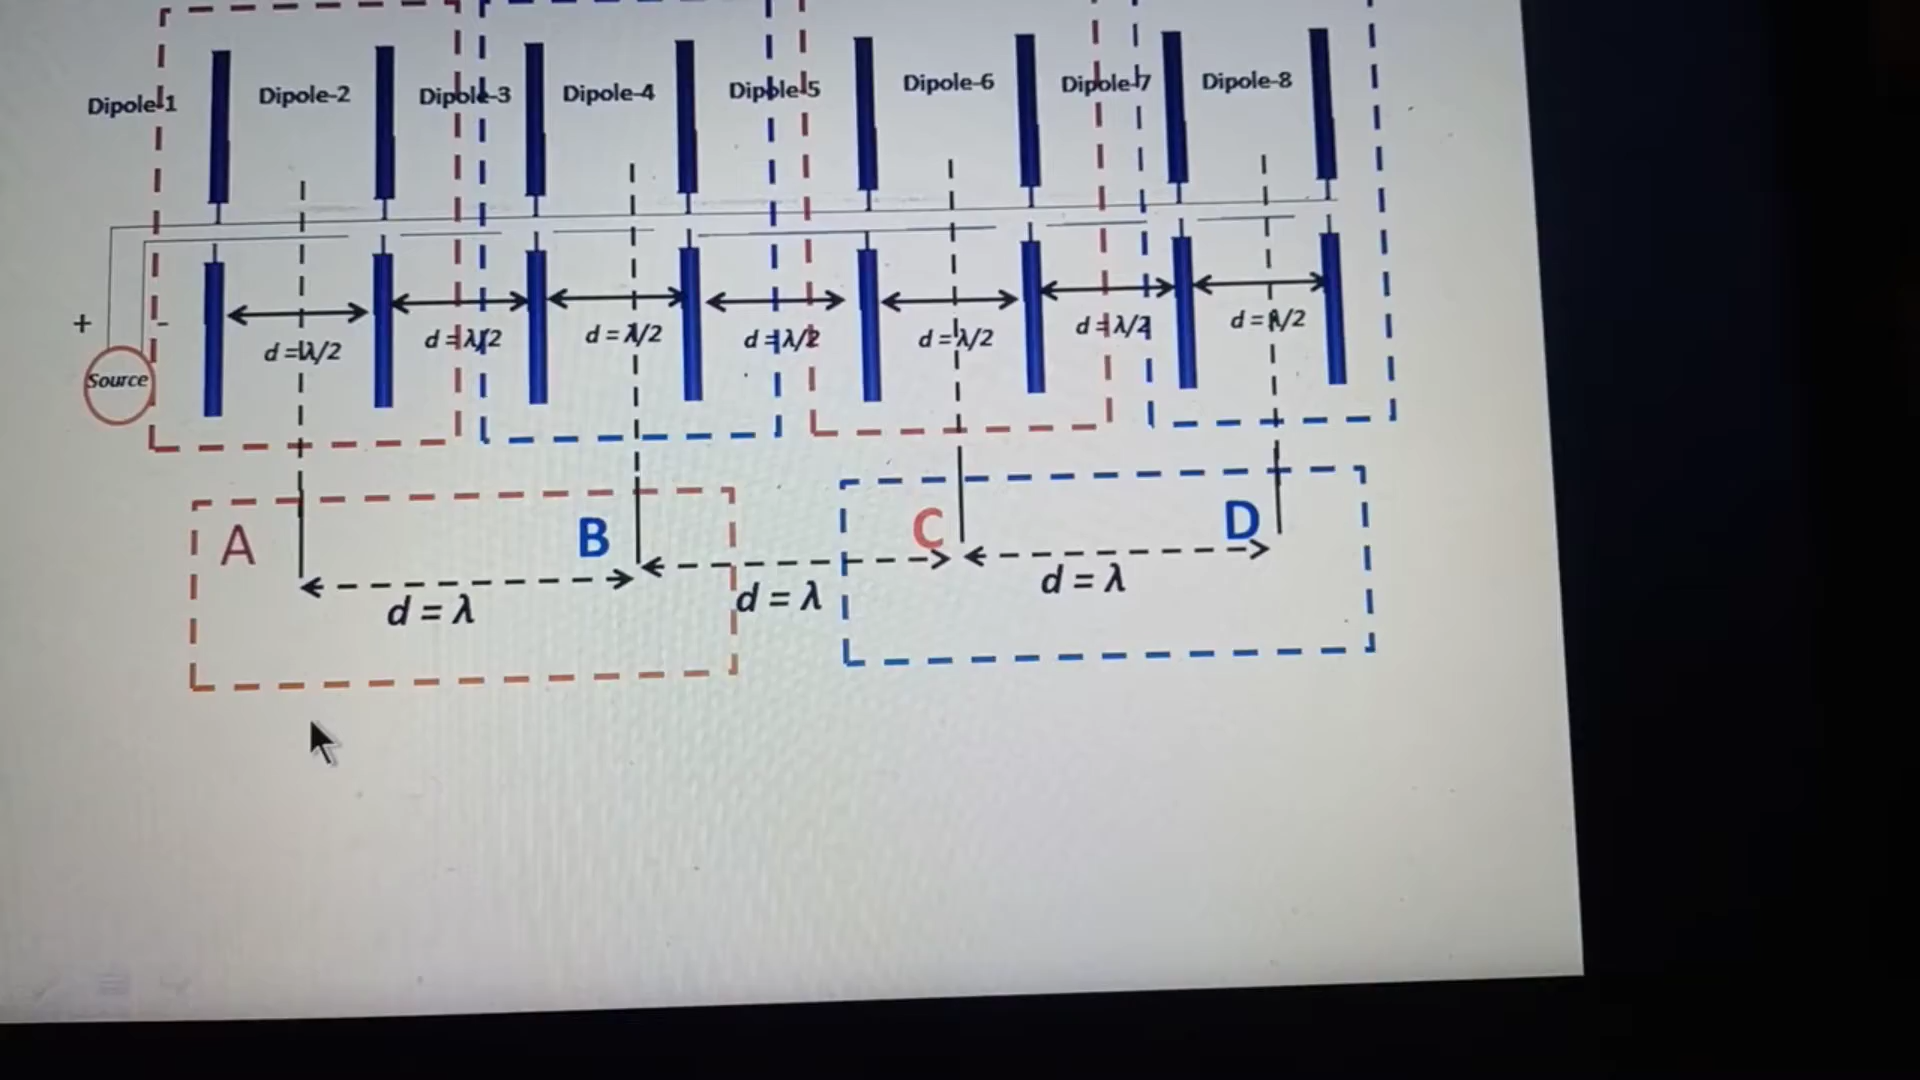 Dipole-1 Dipole-2 Dipole-3 Dipole-4 Dipole-5 Dipole-6 Dipole-7 Dipole-8
+ -
Source
d = λ/2 d = λ/2 d = λ/2 d = λ/2 d = λ/2 d = λ/2 d = λ/2
A B C D
d = λ d = λ d = λ